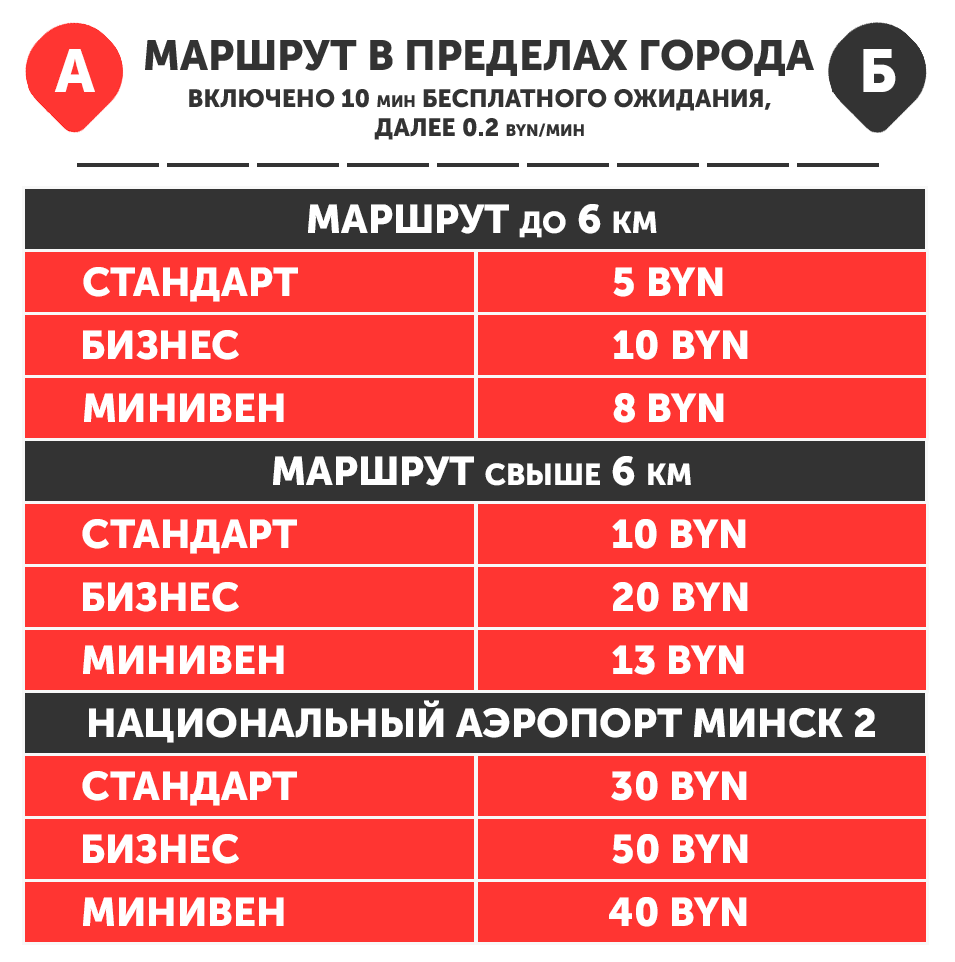 А
МАРШРУТ В ПРЕДЕЛАХ ГОРОДА
Б
ВКЛЮЧЕНО 10 МИН БЕСПЛАТНОГО ОЖИДАНИЯ,
ДАЛЕЕ 0.2 BYN/МИН
МАРШРУТ ДО 6 КМ
СТАНДАРТ 5 BYN
БИЗНЕС 10 BYN
МИНИВЕН 8 BYN
МАРШРУТ СВЫШЕ 6 КМ
СТАНДАРТ 10 BYN
БИЗНЕС 20 BYN
МИНИВЕН 13 BYN
НАЦИОНАЛЬНЫЙ АЭРОПОРТ МИНСК 2
СТАНДАРТ 30 BYN
БИЗНЕС 50 BYN
МИНИВЕН 40 BYN